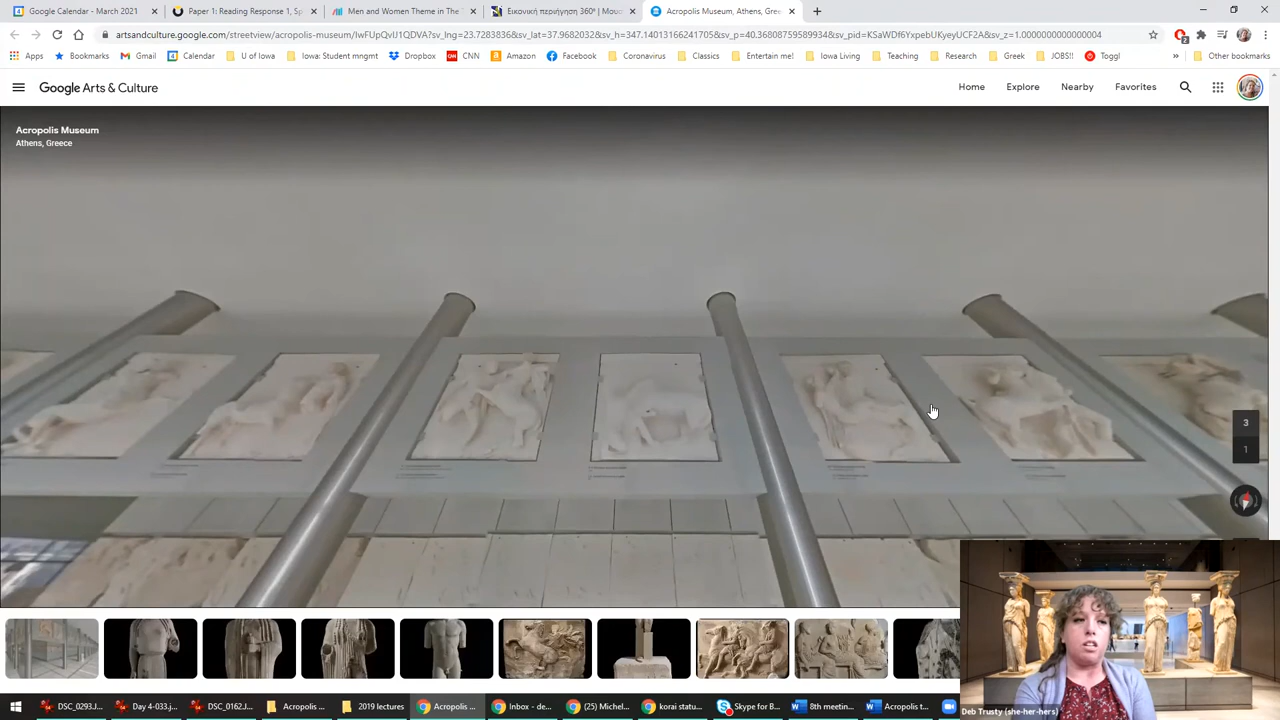 Google Calendar - March 2021
Paper 1: Reading Response 1, Sp
Men and Women Theme in The
Εικονική περιήγηση 360º | Μουσ
Acropolis Museum, Athens, Gree
artsandculture.google.com/streetview/acropolis-museum/IwFUpQvIJ1QDVA?sv_lng=23.7283836&sv_lat=37.9682032&sv_h=347.14013166241705&sv_p=40.36808759589934&sv_pid=KSaWDf6YxpebUKyeyUCF2A&sv_z=1.0000000000000004
2
Apps
Bookmarks
Gmail
Calendar
U of Iowa
Iowa: Student mngmt
Dropbox
CNN
Amazon
Facebook
Coronavirus
Classics
Entertain me!
Iowa Living
Teaching
Research
Greek
JOBS!!
Toggl
»
Other bookmarks
Google Arts & Culture
Home
Explore
Nearby
Favorites
Acropolis Museum
Athens, Greece
3
1
Deb Trusty (she-her-hers)
DSC_0293.J...
Day 4-033.j...
DSC_0162....
Acropolis ...
2019 lectures
Acropolis ...
Inbox - de...
(25) Michel...
korai statu...
Skype for B...
8th meetin...
Acropolis t...